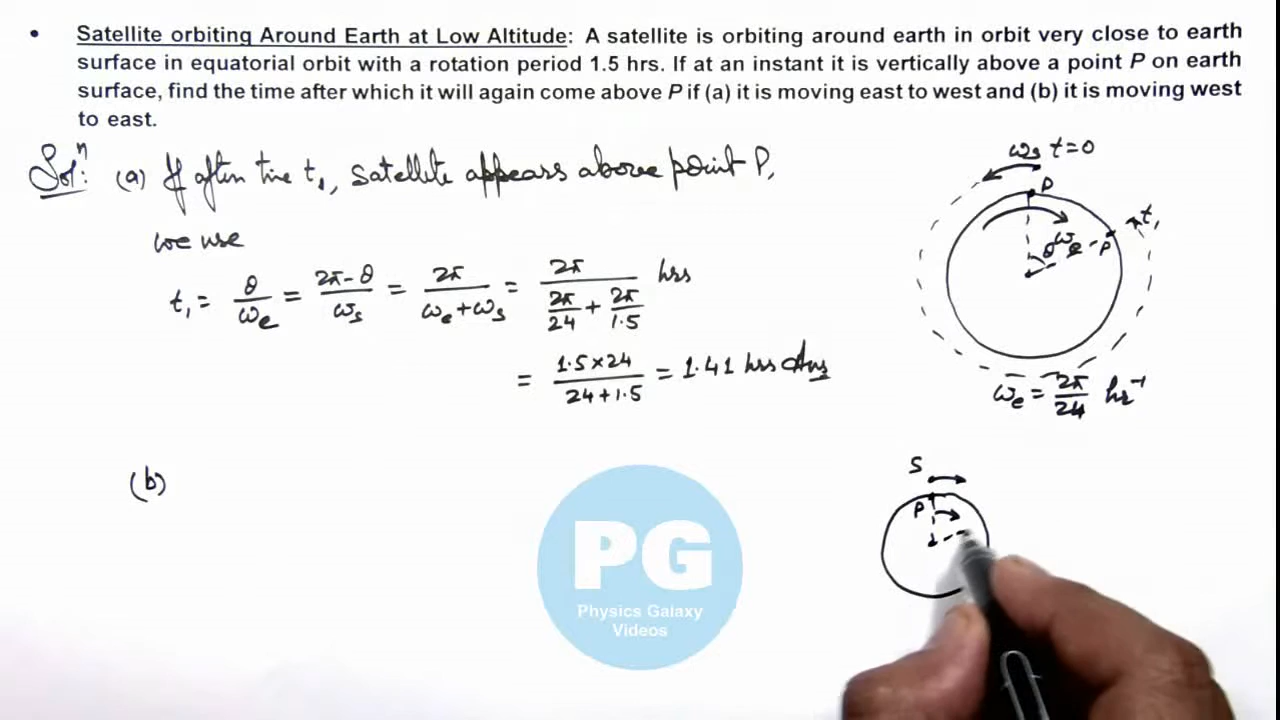 • Satellite orbiting Around Earth at Low Altitude: A satellite is orbiting around earth in orbit very close to earth
surface in equatorial orbit with a rotation period 1.5 hrs. If at an instant it is vertically above a point P on earth
surface, find the time after which it will again come above P if (a) it is moving east to west and (b) it is moving west
to east.
Solⁿ: (a) If after time t₁, satellite appears above point P,
we use
t₁ = θ/ωe = 2π-θ/ωs = 2π/ωe+ωs = 2π/(2π/24 + 2π/1.5) hrs
= 1.5×24/24+1.5 = 1.41 hrs Ans
ωs t=0
P
t₁
θ ωe P
ωe = 2π/24 hr⁻¹
(b)
S
P
PG
Physics Galaxy
Videos